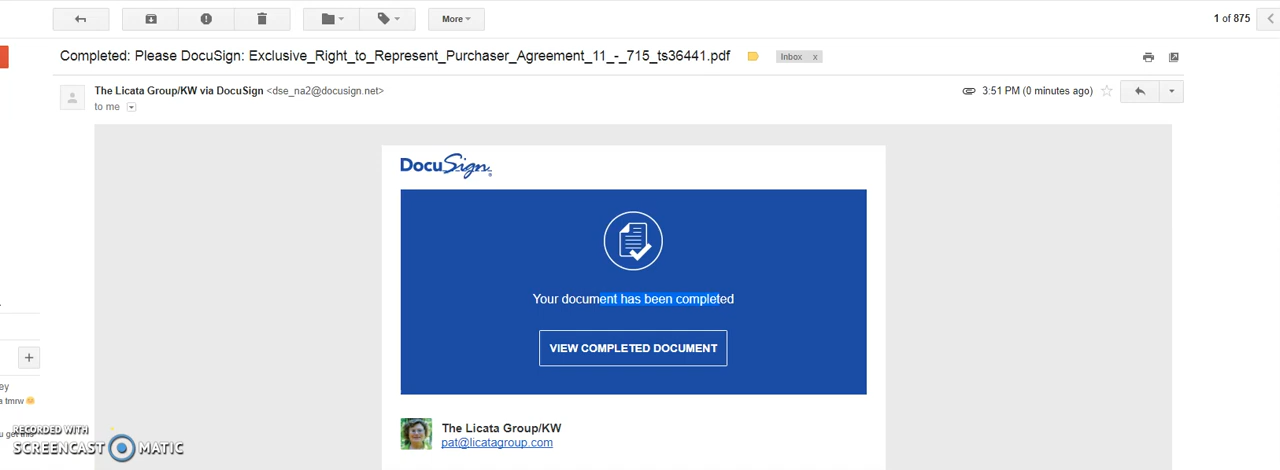 More
1 of 875
Completed: Please DocuSign: Exclusive_Right_to_Represent_Purchaser_Agreement_11_-_715_ts36441.pdf
Inbox x
The Licata Group/KW via DocuSign <dse_na2@docusign.net>
3:51 PM (0 minutes ago)
to me
DocuSign
Your document has been completed
VIEW COMPLETED DOCUMENT
The Licata Group/KW
pat@licatagroup.com
ey
a tmrw
RECORDED WITH
SCREENCAST MATIC